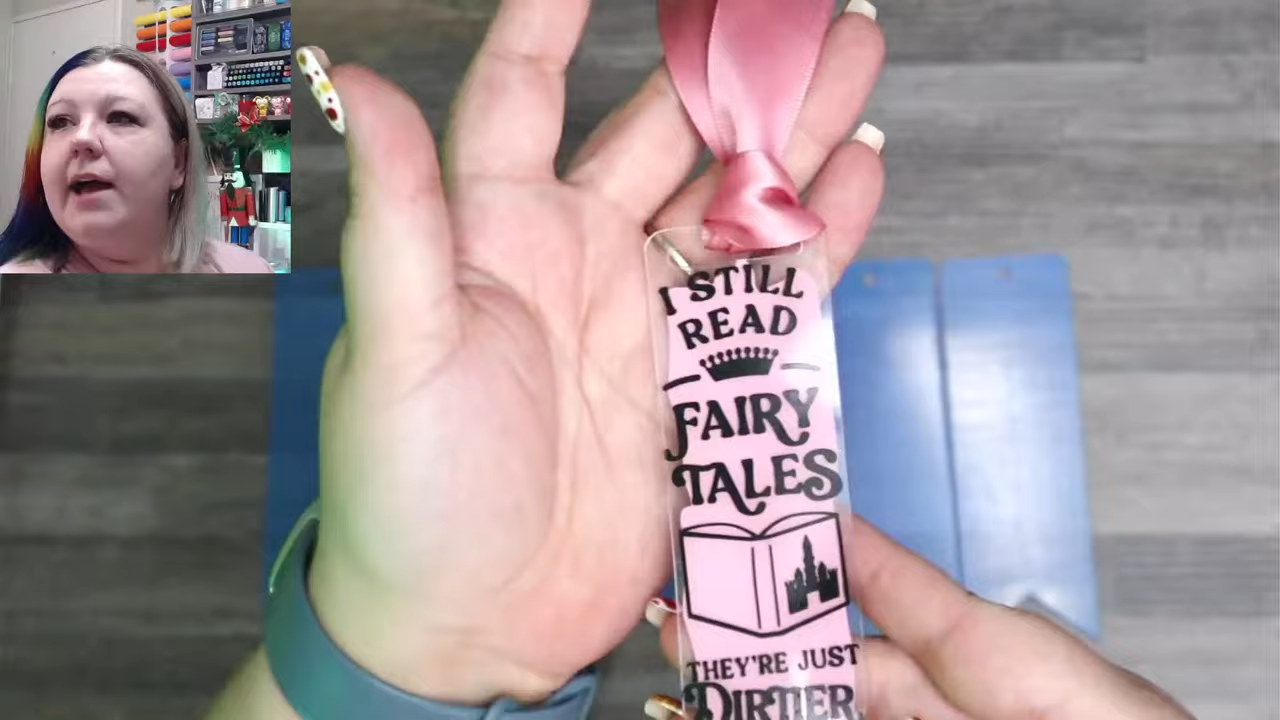 I STILL
READ
FAIRY
TALES
THEY'RE JUST
DIRTIER